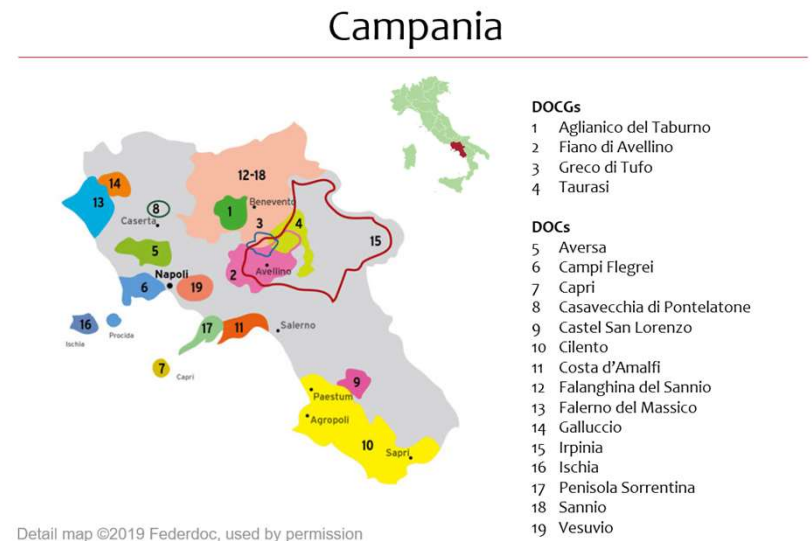 Campania
DOCGs
1 Aglianico del Taburno
2 Fiano di Avellino
3 Greco di Tufo
4 Taurasi
DOCs
5 Aversa
6 Campi Flegrei
7 Capri
8 Casavecchia di Pontelatone
9 Castel San Lorenzo
10 Cilento
11 Costa d'Amalfi
12 Falanghina del Sannio
13 Falerno del Massico
14 Galluccio
15 Irpinia
16 Ischia
17 Penisola Sorrentina
18 Sannio
19 Vesuvio
12-18
14
13
8
1
Benevento
Caserta
3
4
15
5
Napoli
2
Avellino
6
19
16
Procida
Ischia
17
11
Salerno
7
Capri
9
Paestum
Agropoli
10
Sapri
Detail map ©2019 Federdoc, used by permission